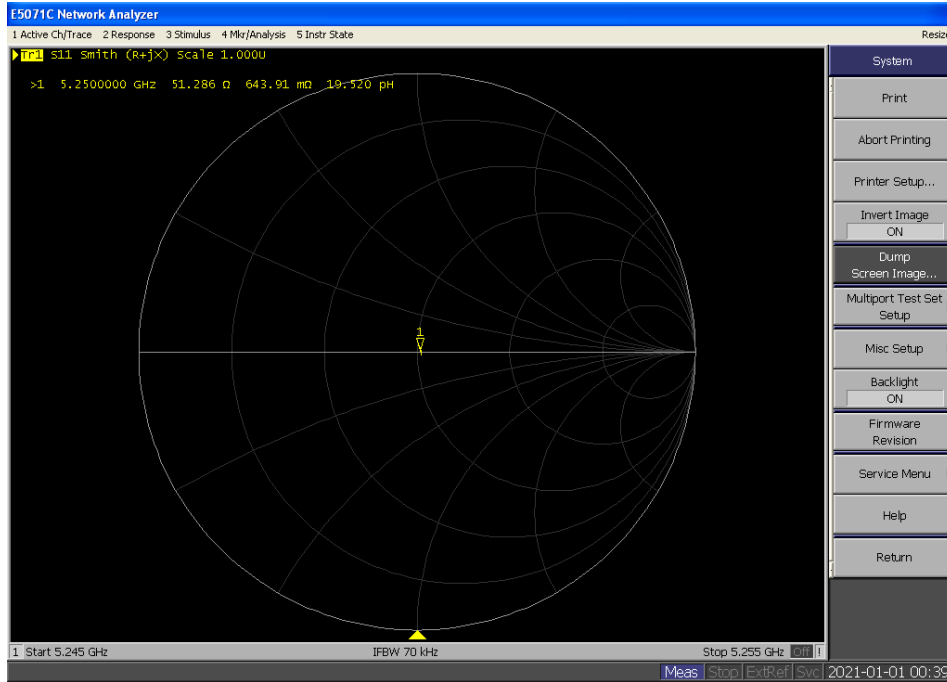 E5071C Network Analyzer
1 Active Ch/Trace 2 Response 3 Stimulus 4 Mkr/Analysis 5 Instr State
Tr1 S11 Smith (R+jX) Scale 1.000U
>1 5.2500000 GHz 51.286 Ω 643.91 mΩ 19.520 pH
1
1 Start 5.245 GHz IFBW 70 kHz Stop 5.255 GHz Off !
Meas Stop ExtRef Svc 2021-01-01 00:39
System
Print
Abort Printing
Printer Setup...
Invert Image
ON
Dump
Screen Image...
Multiport Test Set
Setup
Misc Setup
Backlight
ON
Firmware
Revision
Service Menu
Help
Return